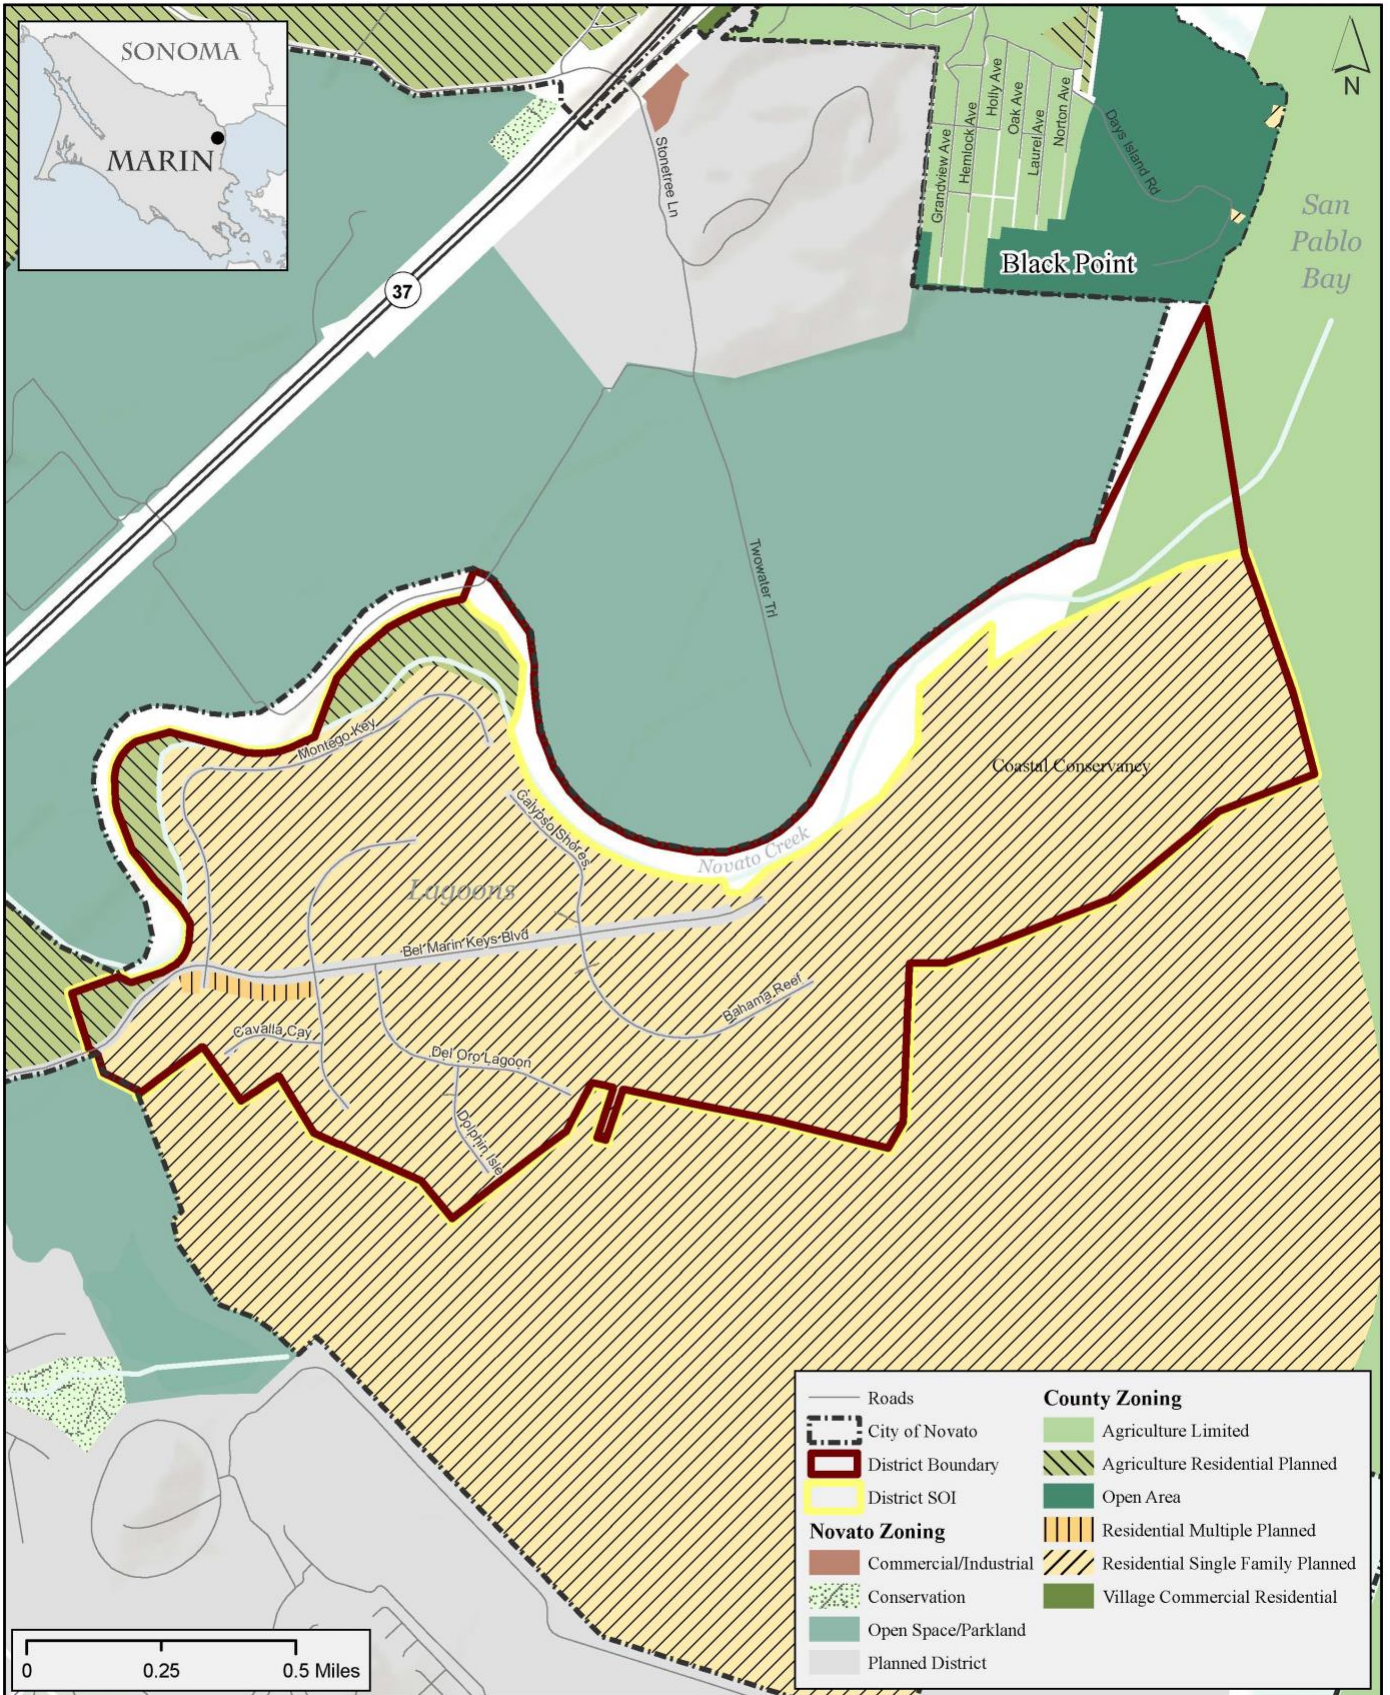 SONOMA
MARIN
N
Stonetree Ln
Grandview Ave
Hemlock Ave
Holly Ave
Oak Ave
Laurel Ave
Norton Ave
Days Island Rd
San
Pablo
Bay
Black Point
37
Twowater Trl
Montego Key
Coastal Conservancy
Calypso Shores
Novato Creek
Lagoons
Bel Marin Keys Blvd
Bahama Reef
Cavalla Cay
Del Oro Lagoon
Dolphin Isle
Roads
City of Novato
District Boundary
District SOI
Novato Zoning
Commercial/Industrial
Conservation
Open Space/Parkland
Planned District
County Zoning
Agriculture Limited
Agriculture Residential Planned
Open Area
Residential Multiple Planned
Residential Single Family Planned
Village Commercial Residential
0 0.25 0.5 Miles